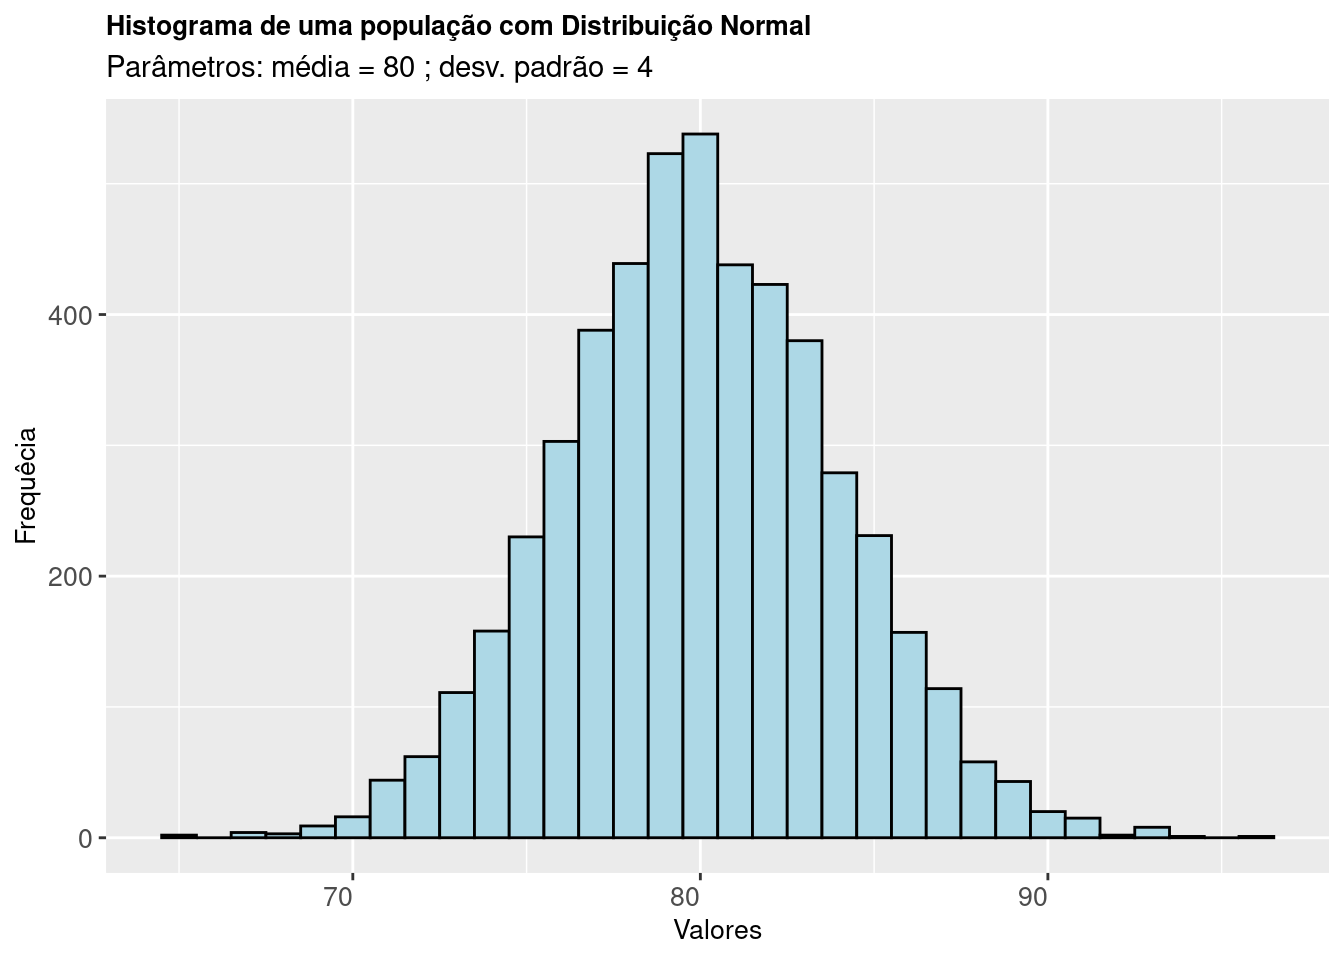 Histograma de uma população com Distribuição Normal
Parâmetros: média = 80 ; desv. padrão = 4
Frequêcia
400
200
0
70
80
90
Valores